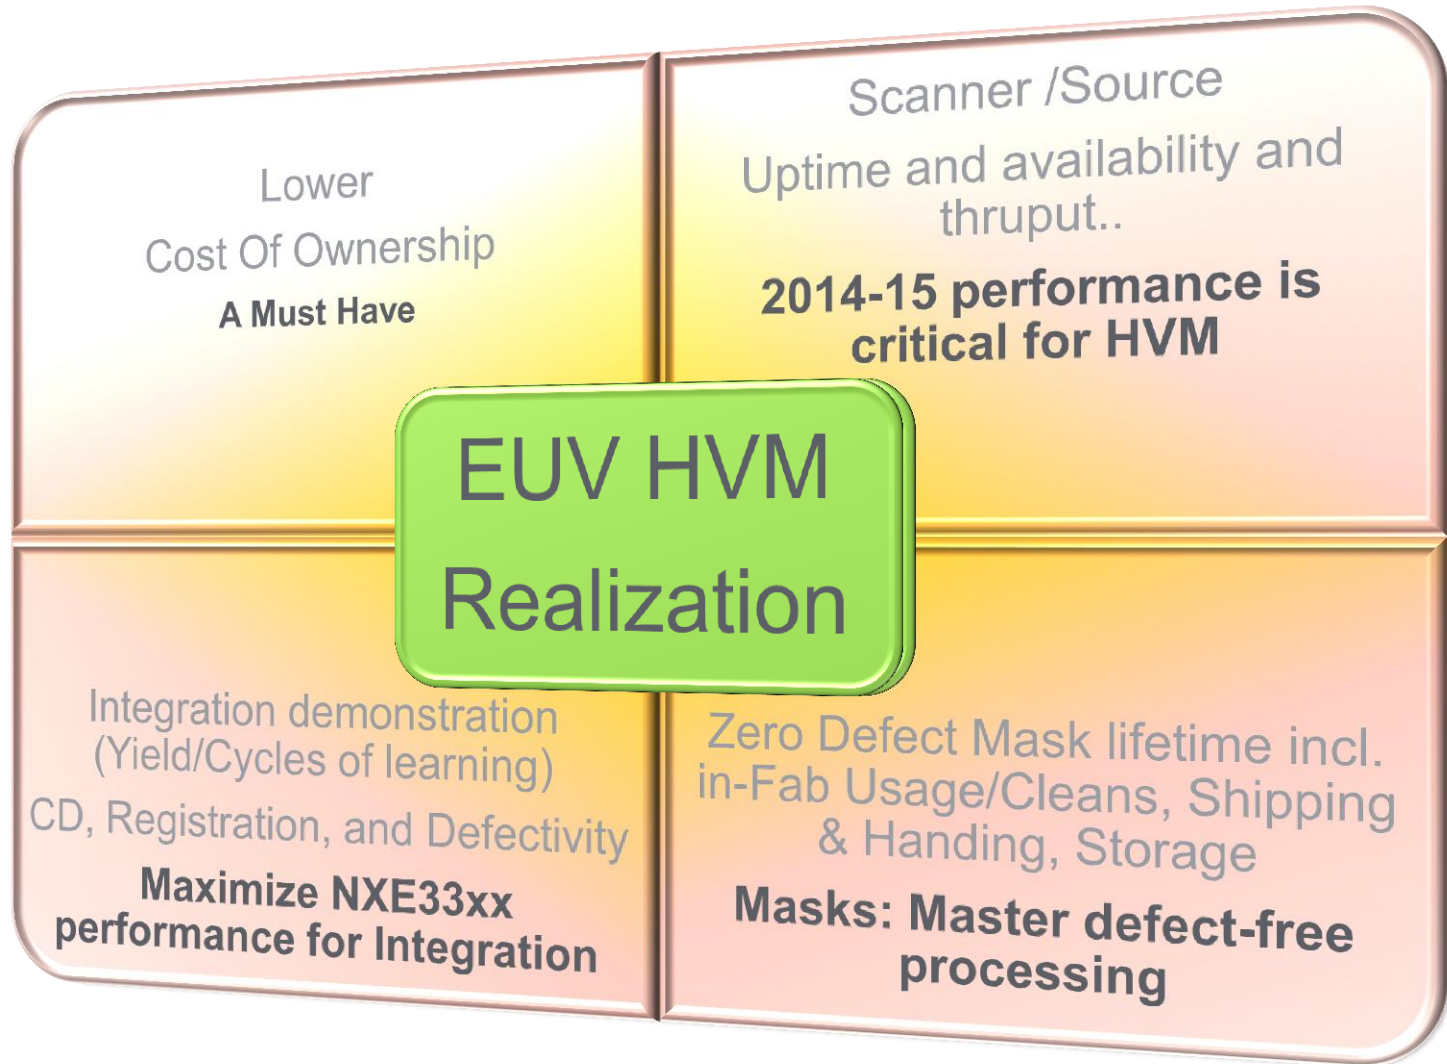 Lower
Cost Of Ownership
A Must Have
Scanner /Source
Uptime and availability and
thruput..
2014-15 performance is
critical for HVM
EUV HVM
Realization
Integration demonstration
(Yield/Cycles of learning)
CD, Registration, and Defectivity
Maximize NXE33xx
performance for Integration
Zero Defect Mask lifetime incl.
in-Fab Usage/Cleans, Shipping
& Handing, Storage
Masks: Master defect-free
processing